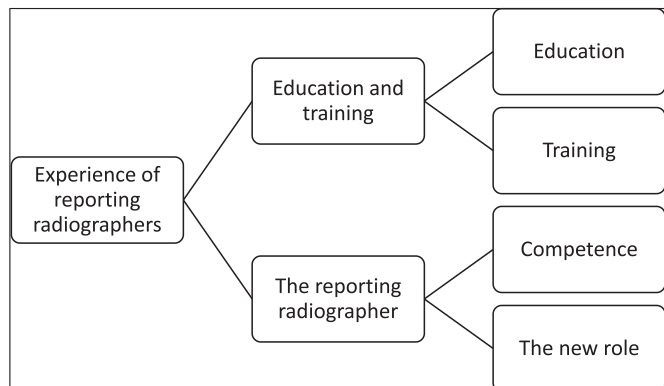 Experience of
reporting
radiographers
Education and
training
The reporting
radiographer
Education
Training
Competence
The new role